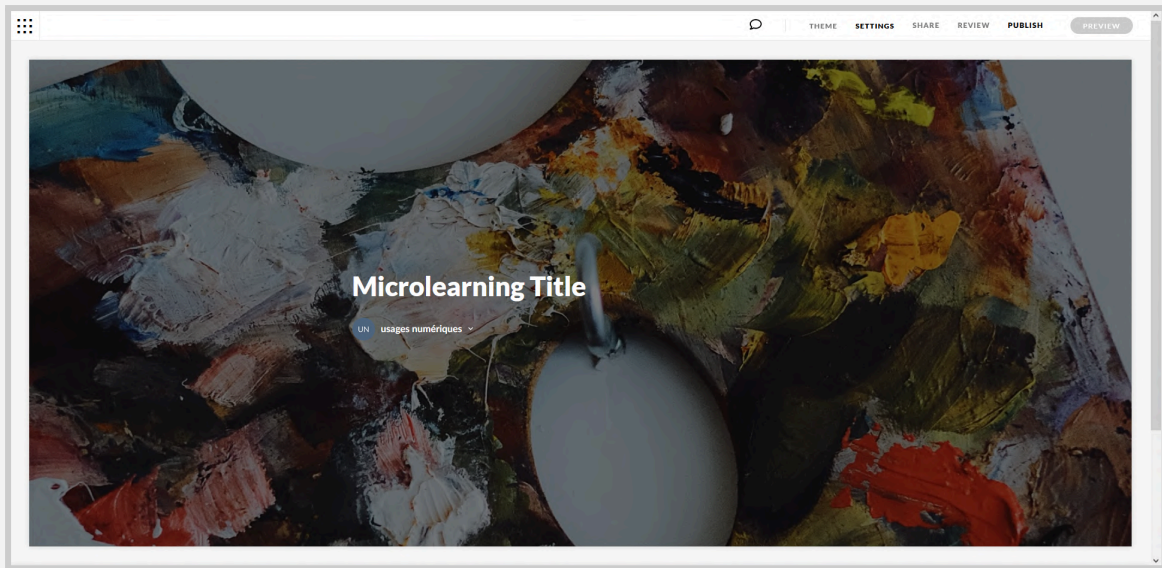 THEME SETTINGS SHARE REVIEW PUBLISH PREVIEW
Microlearning Title
UN usages numériques